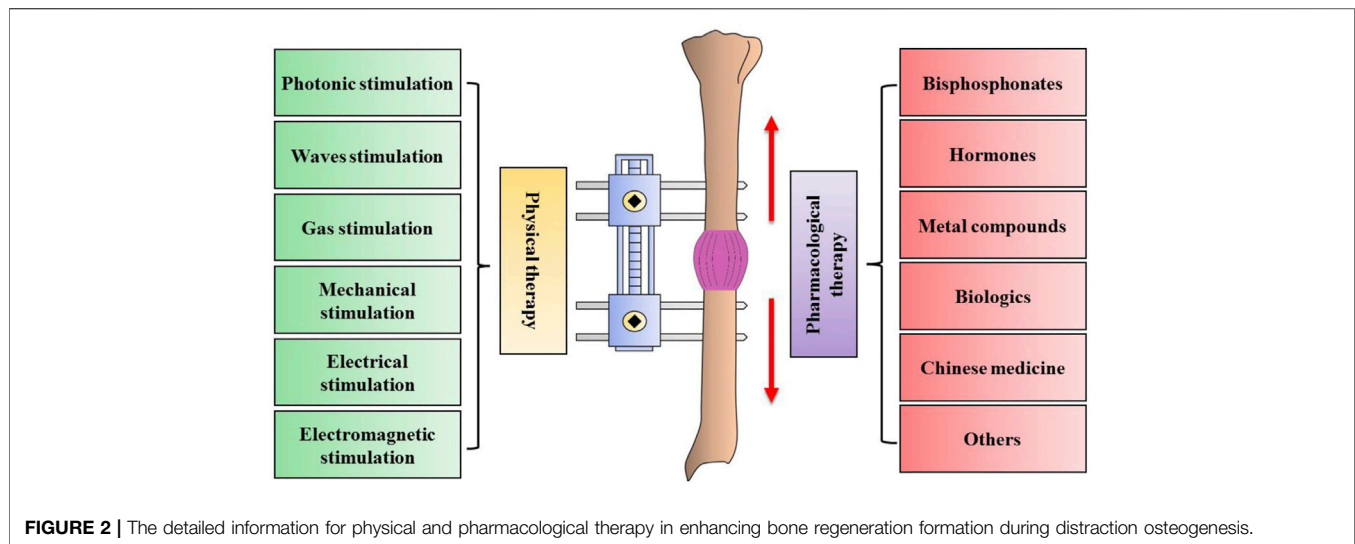 Photonic stimulation
Waves stimulation
Gas stimulation
Mechanical
stimulation
Electrical
stimulation
Electromagnetic
stimulation
Physical therapy
Pharmacological
therapy
Bisphosphonates
Hormones
Metal compounds
Biologics
Chinese medicine
Others
FIGURE 2 | The detailed information for physical and pharmacological therapy in enhancing bone regeneration formation during distraction osteogenesis.